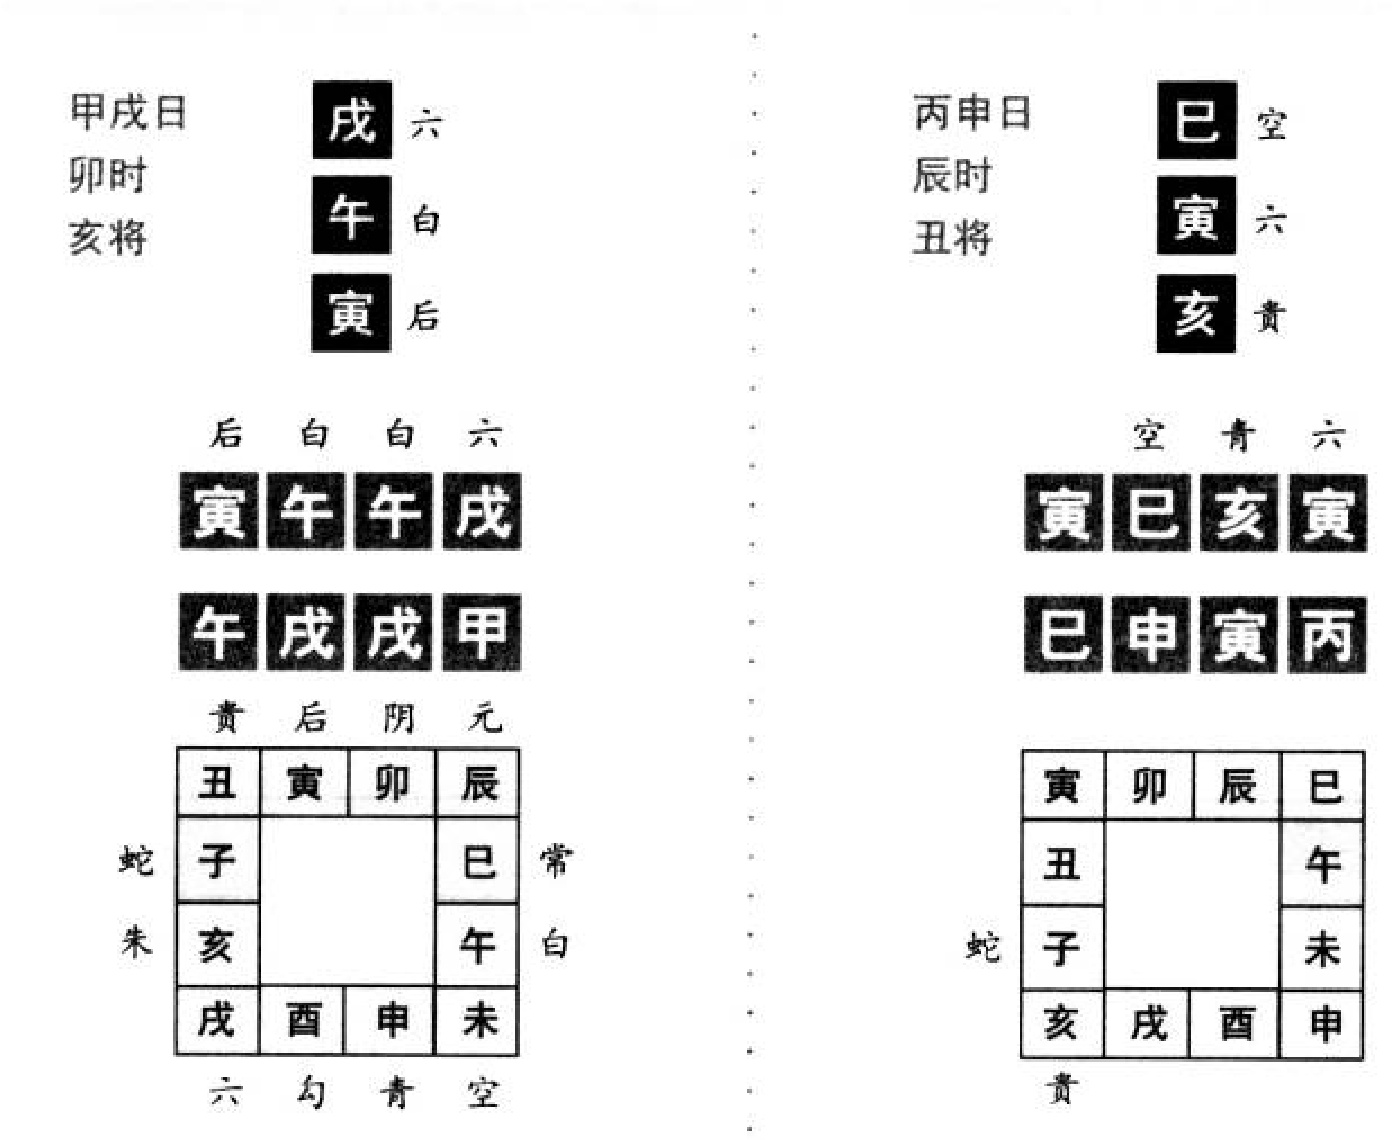 甲戌日
卯时
亥将
戌 六
午 白
寅 后
后 白 白 六
寅 午 午 戌
午 戌 戌 甲
贵 后 阴 元
丑 寅 卯 辰
蛇 子 巳 常
朱 亥 午 白
戌 酉 申 未
六 勾 青 空
丙申日
辰时
丑将
巳 空
寅 六
亥 贵
空 青 六
寅 巳 亥 寅
巳 申 寅 丙
寅 卯 辰 巳
丑 午
蛇 子 未
亥 戌 酉 申
贵